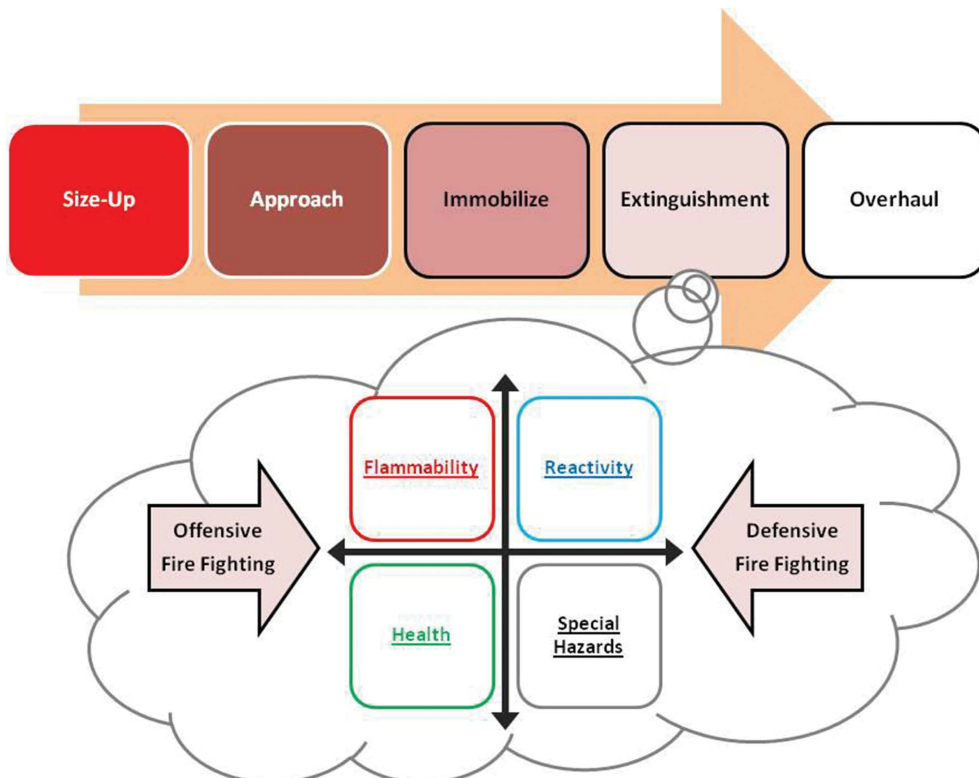 Size-Up
Approach
Immobilize
Extinguishment
Overhaul
Flammability
Reactivity
Offensive
Fire Fighting
Defensive
Fire Fighting
Health
Special
Hazards